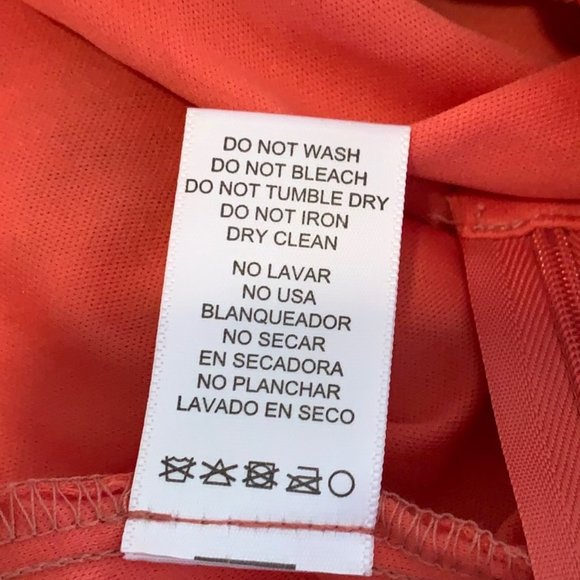 DO NOT WASH
DO NOT BLEACH
DO NOT TUMBLE DRY
DO NOT IRON
DRY CLEAN
NO LAVAR
NO USA
BLANQUEADOR
NO SECAR
EN SECADORA
NO PLANCHAR
LAVADO EN SECO